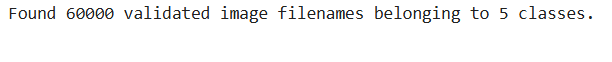 Found 60000 validated image filenames belonging to 5 classes.